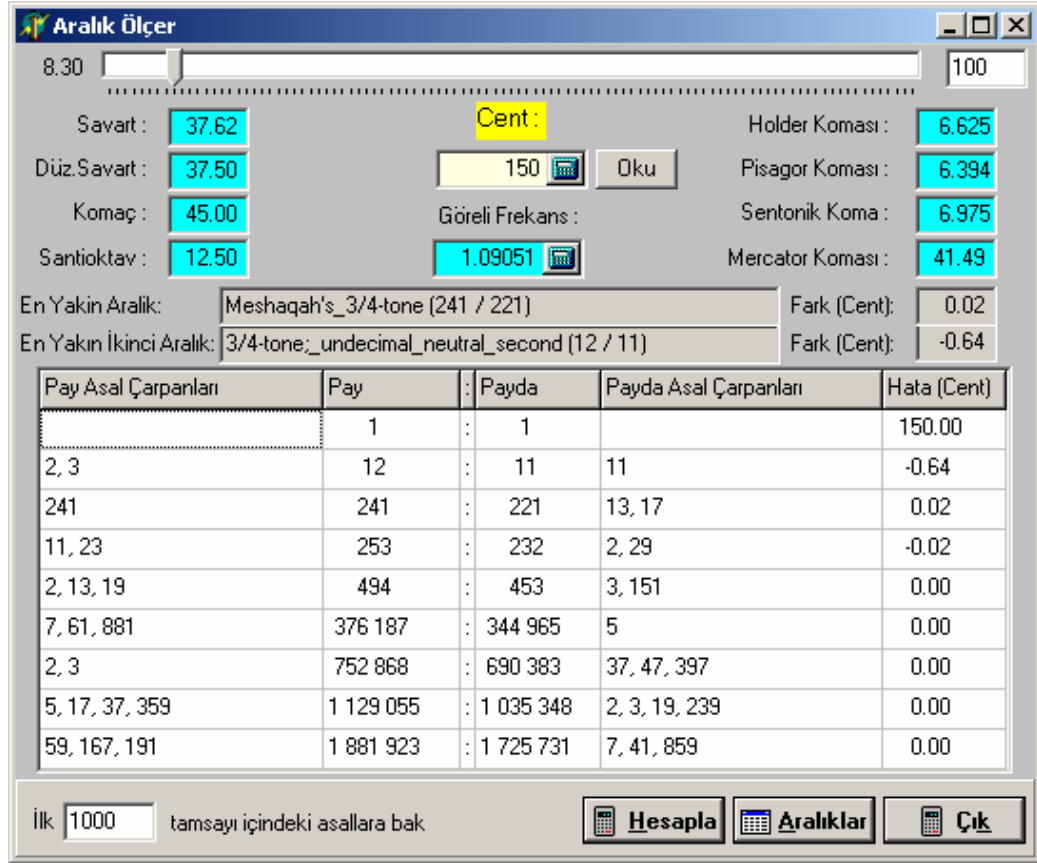 Aralık Ölçer
8.30 100
Savart : 37.62 Cent : Holder Koması : 6.625
Düz.Savart : 37.50 150 Oku Pisagor Koması : 6.394
Komaç : 45.00 Göreli Frekans : Sentonik Koma : 6.975
Santioktav : 12.50 1.09051 Mercator Koması : 41.49
En Yakin Aralik: Meshaqah's_3/4-tone (241 / 221) Fark (Cent): 0.02
En Yakın İkinci Aralık: 3/4-tone;_undecimal_neutral_second (12 / 11) Fark (Cent): -0.64
Pay Asal Çarpanları Pay : Payda Payda Asal Çarpanları Hata (Cent)
1 : 1 150.00
2, 3 12 : 11 11 -0.64
241 241 : 221 13, 17 0.02
11, 23 253 : 232 2, 29 -0.02
2, 13, 19 494 : 453 3, 151 0.00
7, 61, 881 376 187 : 344 965 5 0.00
2, 3 752 868 : 690 383 37, 47, 397 0.00
5, 17, 37, 359 1 129 055 : 1 035 348 2, 3, 19, 239 0.00
59, 167, 191 1 881 923 : 1 725 731 7, 41, 859 0.00
İlk 1000 tamsayı içindeki asallara bak Hesapla Aralıklar Çık